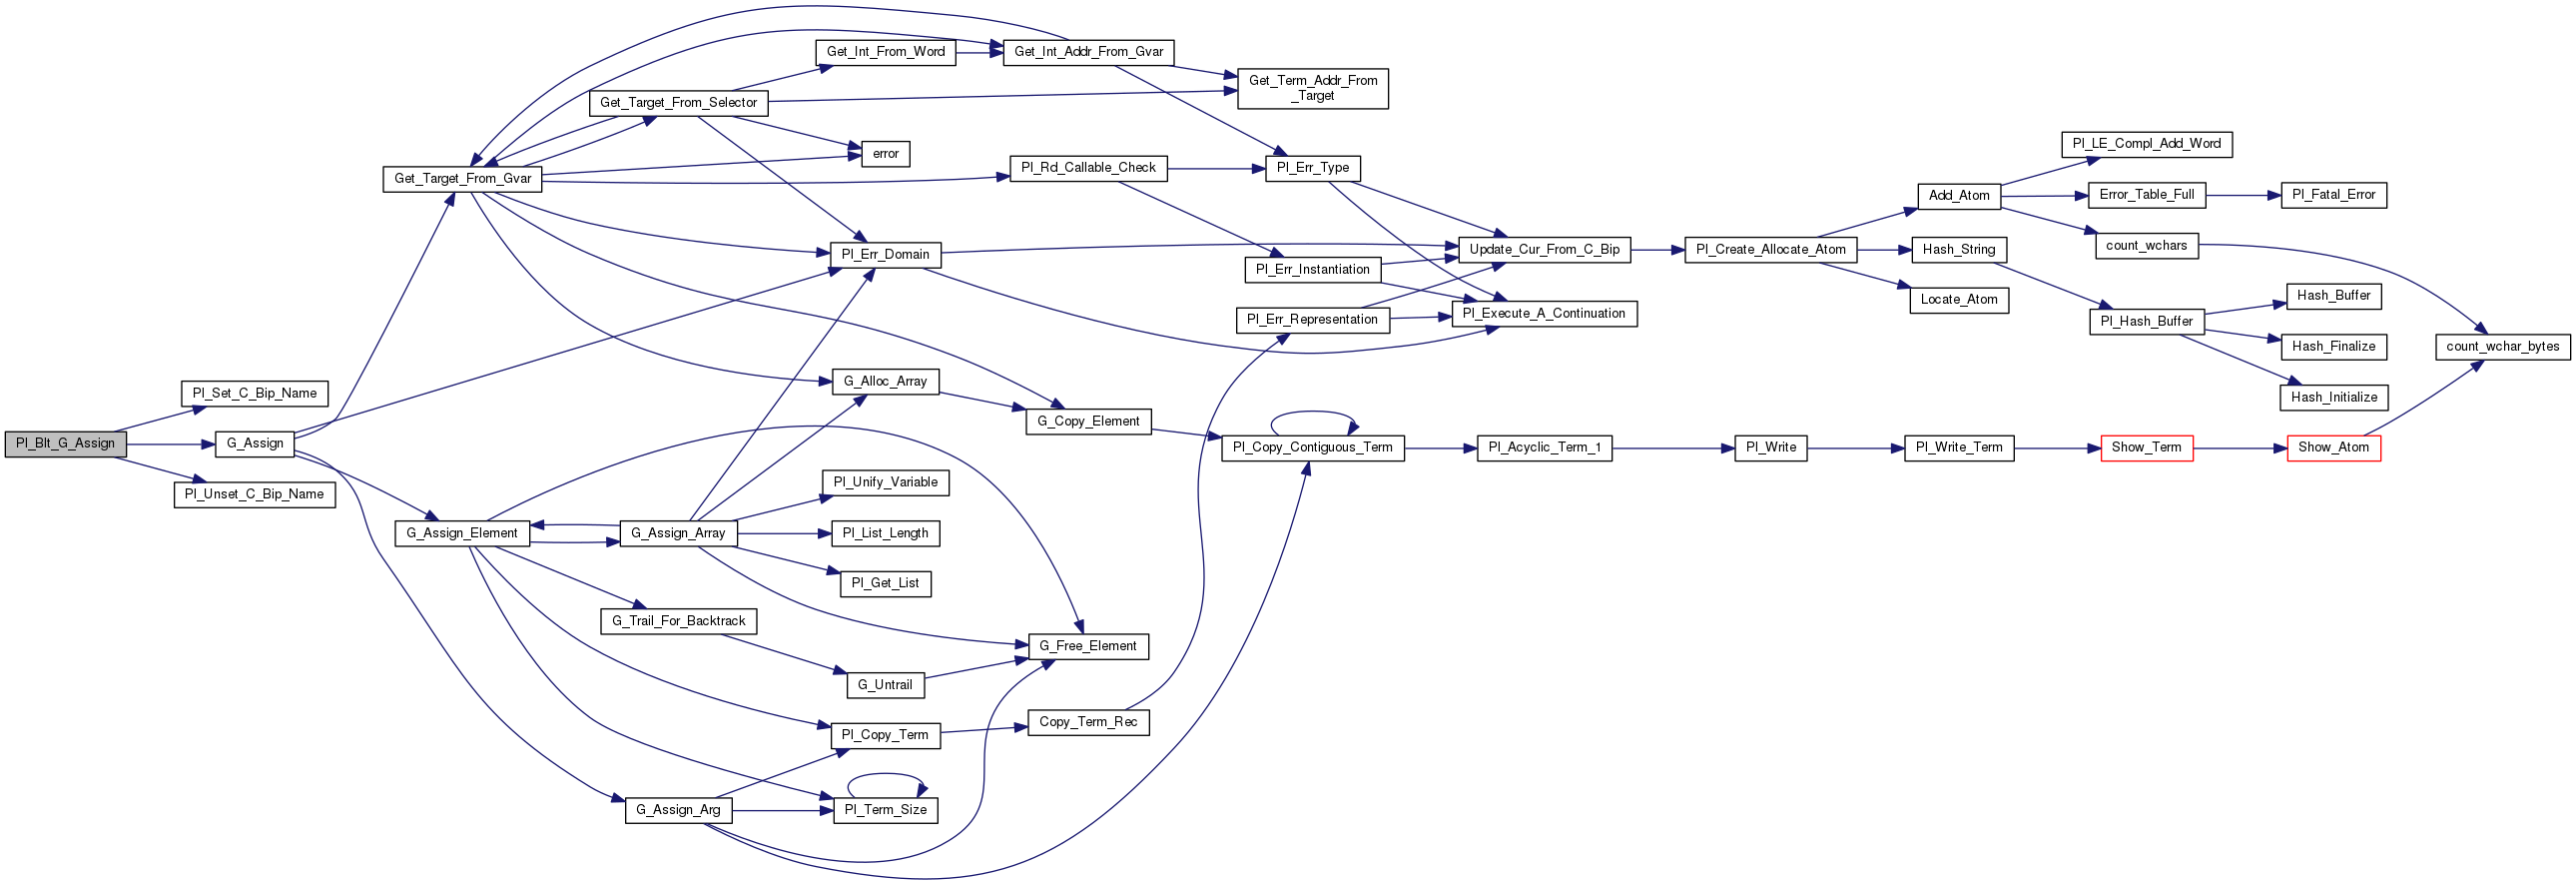 Get_Int_From_Word
Get_Int_Addr_From_Gvar
Get_Term_Addr_From
_Target
Get_Target_From_Selector
error
Get_Target_From_Gvar
Pl_Rd_Callable_Check
Pl_Err_Type
Pl_LE_Compl_Add_Word
Add_Atom
Error_Table_Full
Pl_Fatal_Error
Pl_Err_Domain
Update_Cur_From_C_Bip
Pl_Create_Allocate_Atom
Hash_String
count_wchars
Pl_Err_Instantiation
Locate_Atom
Hash_Buffer
Pl_Err_Representation
Pl_Execute_A_Continuation
Pl_Hash_Buffer
Hash_Finalize
count_wchar_bytes
Pl_Set_C_Bip_Name
G_Alloc_Array
Hash_Initialize
G_Copy_Element
Pl_Blt_G_Assign
G_Assign
Pl_Copy_Contiguous_Term
Pl_Acyclic_Term_1
Pl_Write
Pl_Write_Term
Show_Term
Show_Atom
Pl_Unset_C_Bip_Name
Pl_Unify_Variable
G_Assign_Element
G_Assign_Array
Pl_List_Length
Pl_Get_List
G_Trail_For_Backtrack
G_Free_Element
G_Untrail
Copy_Term_Rec
Pl_Copy_Term
G_Assign_Arg
Pl_Term_Size